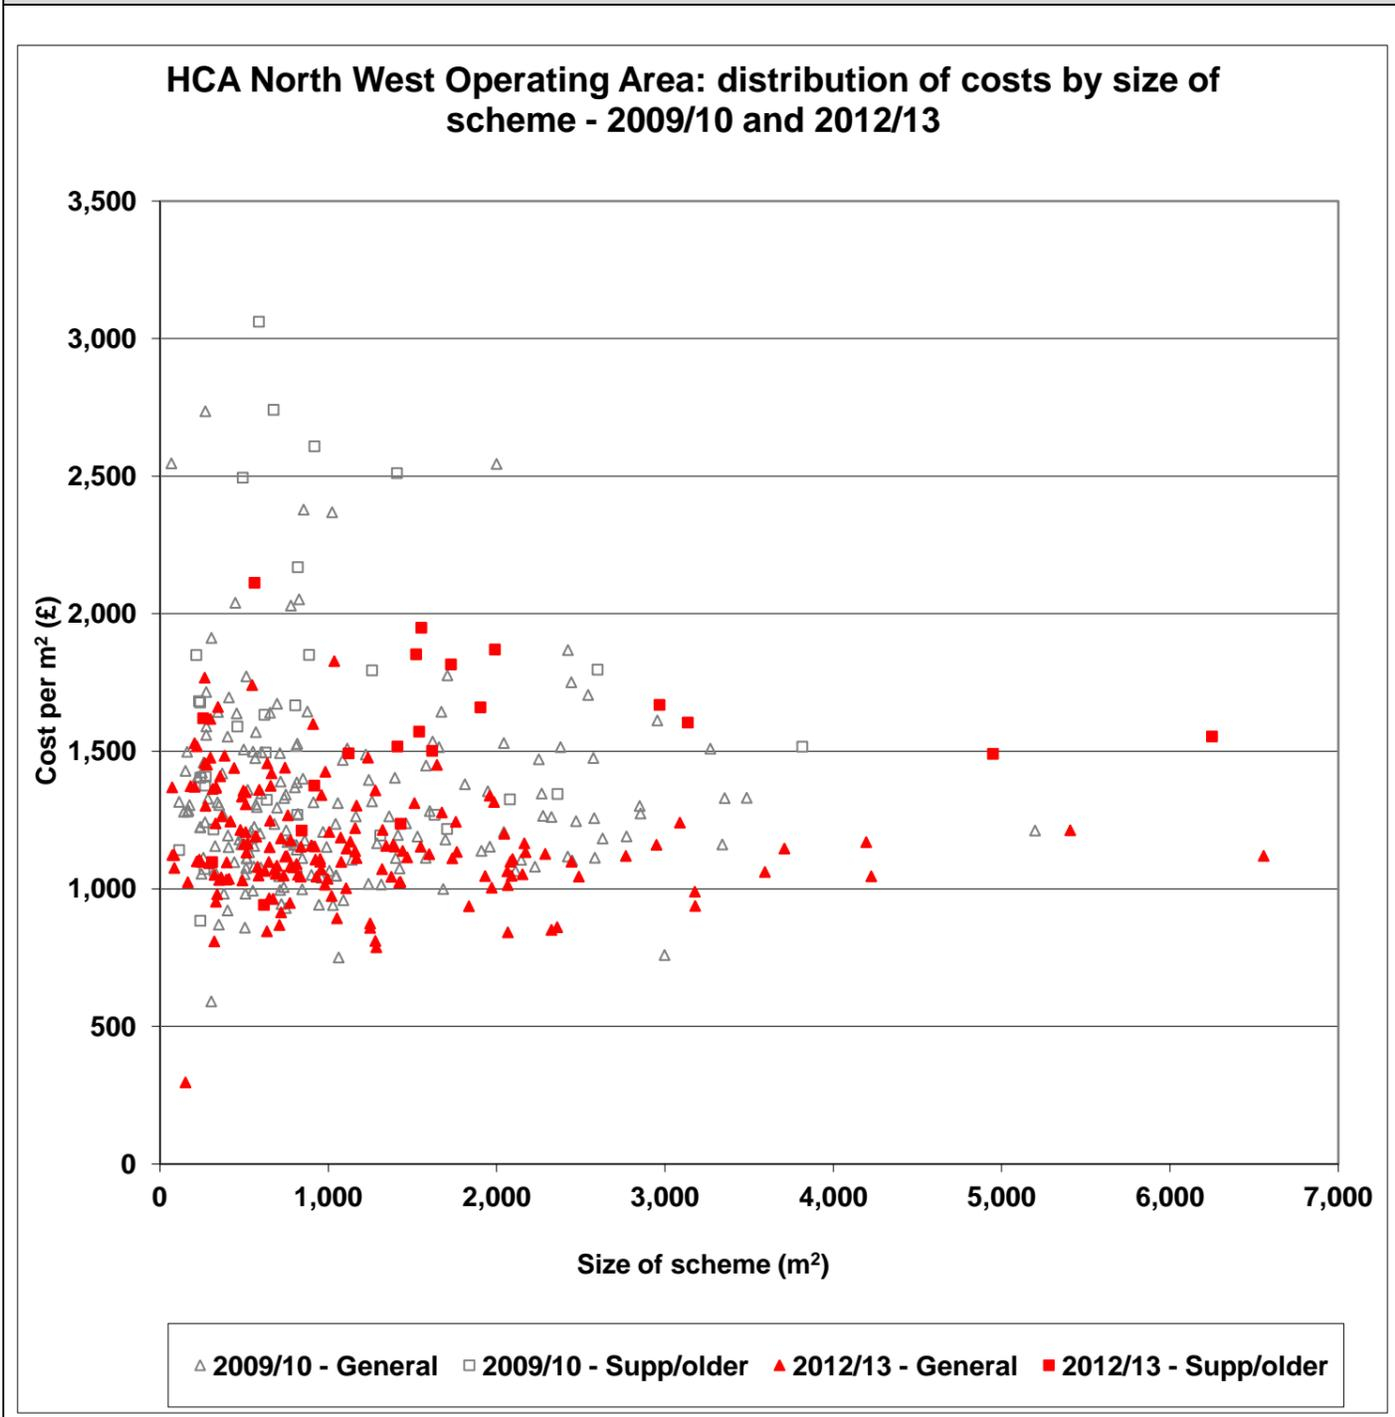 HCA North West Operating Area: distribution of costs by size of
scheme - 2009/10 and 2012/13
3,500
3,000
2,500
2,000
1,500
1,000
500
0
Cost per m² (£)
0 1,000 2,000 3,000 4,000 5,000 6,000 7,000
Size of scheme (m²)
2009/10 - General 2009/10 - Supp/older 2012/13 - General 2012/13 - Supp/older